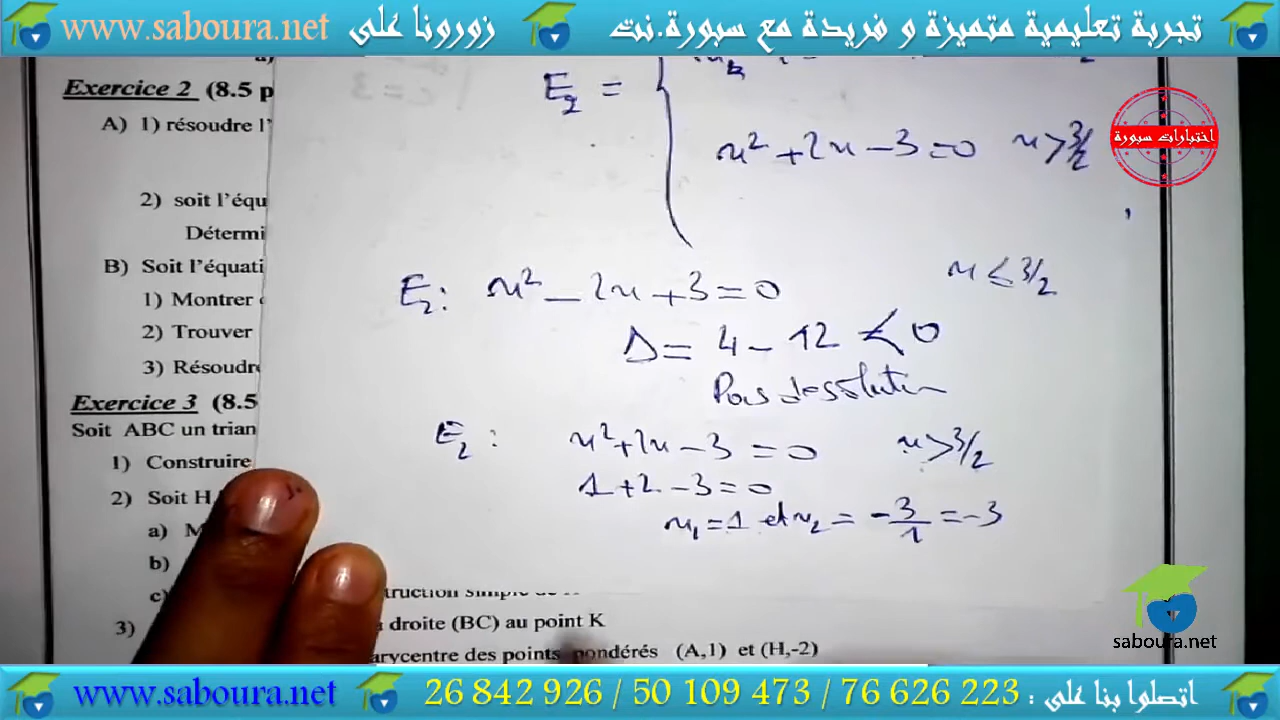 www.saboura.net زورونا على تجربة تعليمية متميزة و فريدة مع سبورة.نت
Exercice 2 (8.5 p
A) 1) résoudre l'
2) soit l'équ
Détermi
B) Soit l'équati
1) Montrer
2) Trouver
3) Résoudre
Exercice 3 (8.5
Soit ABC un trian
1) Construire
2) Soit H
a) M
b)
c)
3)
droite (BC) au point K
arycentre des points pondérés (A,1) et (H,-2)
E₂ =
x² + 2x - 3 = 0 x > 3/2
E₂ : x² - 2x + 3 = 0 x ≤ 3/2
Δ = 4 - 12 < 0
Pas de solution
E₂ : x² + 2x - 3 = 0 x > 3/2
1 + 2 - 3 = 0
x₁ = 1 et x₂ = -3/1 = -3
اختبارات سبورة
saboura.net
www.saboura.net 26 842 926 / 50 109 473 / 76 626 223 : اتصلوا بنا على